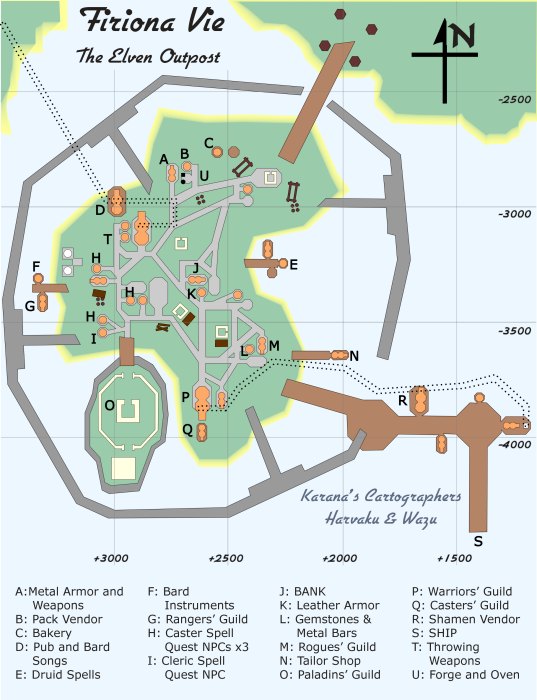 Firiona Vie
The Elven Outpost
N
-2500
-3000
-3500
-4000
A
B
C
U
D
T
H
F
G
E
J
H
K
H
I
L
M
N
O
P
Q
R
S
Karana's Cartographers
Harvaku & Wazu
+3000
+2500
+2000
+1500
A:Metal Armor and
Weapons
B: Pack Vendor
C: Bakery
D: Pub and Bard
Songs
E: Druid Spells
F: Bard
Instruments
G: Rangers' Guild
H: Caster Spell
Quest NPCs x3
I: Cleric Spell
Quest NPC
J: BANK
K: Leather Armor
L: Gemstones &
Metal Bars
M: Rogues' Guild
N: Tailor Shop
O: Paladins' Guild
P: Warriors' Guild
Q: Casters' Guild
R: Shamen Vendor
S: SHIP
T: Throwing
Weapons
U: Forge and Oven